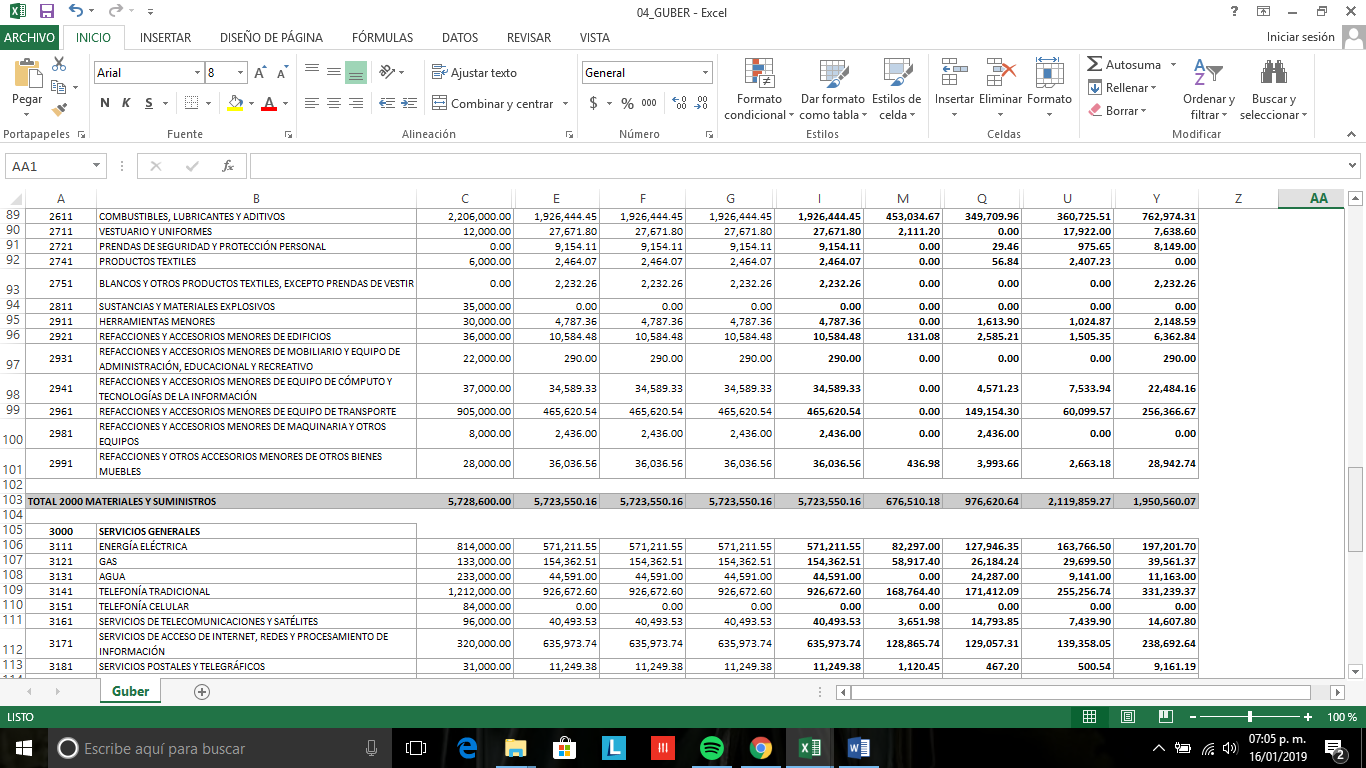 04_GUBER - Excel
ARCHIVO INICIO INSERTAR DISEÑO DE PÁGINA FÓRMULAS DATOS REVISAR VISTA Iniciar sesión
Pegar
Portapapeles
Arial 8
N K S
Fuente
Ajustar texto
Combinar y centrar
Alineación
General
$ % 000
Número
Formato condicional
Dar formato como tabla
Estilos de celda
Estilos
Insertar Eliminar Formato
Celdas
Autosuma
Rellenar
Borrar
Ordenar y filtrar
Buscar y seleccionar
Modificar
AA1 fx
A B C E F G I M Q U Y Z AA
89 2611 COMBUSTIBLES, LUBRICANTES Y ADITIVOS 2,206,000.00 1,926,444.45 1,926,444.45 1,926,444.45 1,926,444.45 453,034.67 349,709.96 360,725.51 762,974.31
90 2711 VESTUARIO Y UNIFORMES 12,000.00 27,671.80 27,671.80 27,671.80 27,671.80 2,111.20 0.00 17,922.00 7,638.60
91 2721 PRENDAS DE SEGURIDAD Y PROTECCIÓN PERSONAL 0.00 9,154.11 9,154.11 9,154.11 9,154.11 0.00 29.46 975.65 8,149.00
92 2741 PRODUCTOS TEXTILES 6,000.00 2,464.07 2,464.07 2,464.07 2,464.07 0.00 56.84 2,407.23 0.00
93 2751 BLANCOS Y OTROS PRODUCTOS TEXTILES, EXCEPTO PRENDAS DE VESTIR 0.00 2,232.26 2,232.26 2,232.26 2,232.26 0.00 0.00 0.00 2,232.26
94 2811 SUSTANCIAS Y MATERIALES EXPLOSIVOS 35,000.00 0.00 0.00 0.00 0.00 0.00 0.00 0.00 0.00
95 2911 HERRAMIENTAS MENORES 30,000.00 4,787.36 4,787.36 4,787.36 4,787.36 0.00 1,613.90 1,024.87 2,148.59
96 2921 REFACCIONES Y ACCESORIOS MENORES DE EDIFICIOS 36,000.00 10,584.48 10,584.48 10,584.48 10,584.48 131.08 2,585.21 1,505.35 6,362.84
REFACCIONES Y ACCESORIOS MENORES DE MOBILIARIO Y EQUIPO DE
97 2931 ADMINISTRACIÓN, EDUCACIONAL Y RECREATIVO 22,000.00 290.00 290.00 290.00 290.00 0.00 0.00 0.00 290.00
REFACCIONES Y ACCESORIOS MENORES DE EQUIPO DE CÓMPUTO Y
98 2941 TECNOLOGÍAS DE LA INFORMACIÓN 37,000.00 34,589.33 34,589.33 34,589.33 34,589.33 0.00 4,571.23 7,533.94 22,484.16
99 2961 REFACCIONES Y ACCESORIOS MENORES DE EQUIPO DE TRANSPORTE 905,000.00 465,620.54 465,620.54 465,620.54 465,620.54 0.00 149,154.30 60,099.57 256,366.67
REFACCIONES Y ACCESORIOS MENORES DE MAQUINARIA Y OTROS
100 2981 EQUIPOS 8,000.00 2,436.00 2,436.00 2,436.00 2,436.00 0.00 2,436.00 0.00 0.00
REFACCIONES Y OTROS ACCESORIOS MENORES DE OTROS BIENES
101 2991 MUEBLES 28,000.00 36,036.56 36,036.56 36,036.56 36,036.56 436.98 3,993.66 2,663.18 28,942.74
102
103 TOTAL 2000 MATERIALES Y SUMINISTROS 5,728,600.00 5,723,550.16 5,723,550.16 5,723,550.16 5,723,550.16 676,510.18 976,620.64 2,119,859.27 1,950,560.07
104
105 3000 SERVICIOS GENERALES
106 3111 ENERGÍA ELÉCTRICA 814,000.00 571,211.55 571,211.55 571,211.55 571,211.55 82,297.00 127,946.35 163,766.50 197,201.70
107 3121 GAS 133,000.00 154,362.51 154,362.51 154,362.51 154,362.51 58,917.40 26,184.24 29,699.50 39,561.37
108 3131 AGUA 233,000.00 44,591.00 44,591.00 44,591.00 44,591.00 0.00 24,287.00 9,141.00 11,163.00
109 3141 TELEFONÍA TRADICIONAL 1,212,000.00 926,672.60 926,672.60 926,672.60 926,672.60 168,764.40 171,412.09 255,256.74 331,239.37
110 3151 TELEFONÍA CELULAR 84,000.00 0.00 0.00 0.00 0.00 0.00 0.00 0.00 0.00
111 3161 SERVICIOS DE TELECOMUNICACIONES Y SATÉLITES 96,000.00 40,493.53 40,493.53 40,493.53 40,493.53 3,651.98 14,793.85 7,439.90 14,607.80
SERVICIOS DE ACCESO DE INTERNET, REDES Y PROCESAMIENTO DE
112 3171 INFORMACIÓN 320,000.00 635,973.74 635,973.74 635,973.74 635,973.74 128,865.74 129,057.31 139,358.05 238,692.64
113 3181 SERVICIOS POSTALES Y TELEGRÁFICOS 31,000.00 11,249.38 11,249.38 11,249.38 11,249.38 1,120.45 467.20 500.54 9,161.19
Guber
LISTO 100 %
Escribe aquí para buscar
07:05 p. m.
16/01/2019
2